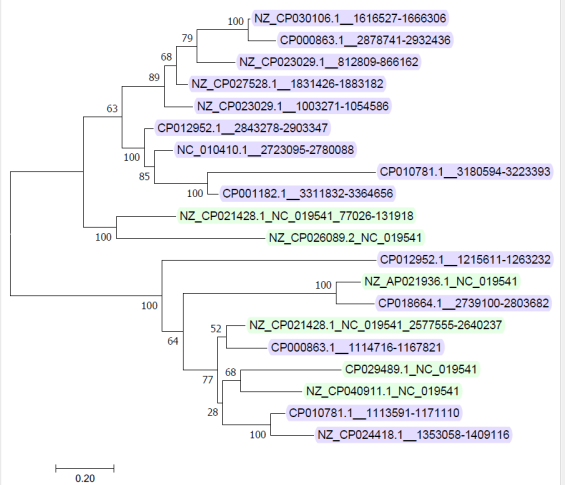 NZ_CP030106.1__1616527-1666306
100
CP000863.1__2878741-2932436
79
NZ_CP023029.1__812809-866162
68
NZ_CP027528.1__1831426-1883182
89
NZ_CP023029.1__1003271-1054586
63
CP012952.1__2843278-2903347
NC_010410.1__2723095-2780088
100
CP010781.1__3180594-3223393
85
CP001182.1__3311832-3364656
100
NZ_CP021428.1_NC_019541_77026-131918
NZ_CP026089.2_NC_019541
100
CP012952.1__1215611-1263232
NZ_AP021936.1_NC_019541
100
CP018664.1__2739100-2803682
100
NZ_CP021428.1_NC_019541_2577555-2640237
52
64
CP000863.1__1114716-1167821
CP029489.1_NC_019541
68
77
NZ_CP040911.1_NC_019541
CP010781.1__1113591-1171110
28
NZ_CP024418.1__1353058-1409116
100
0.20